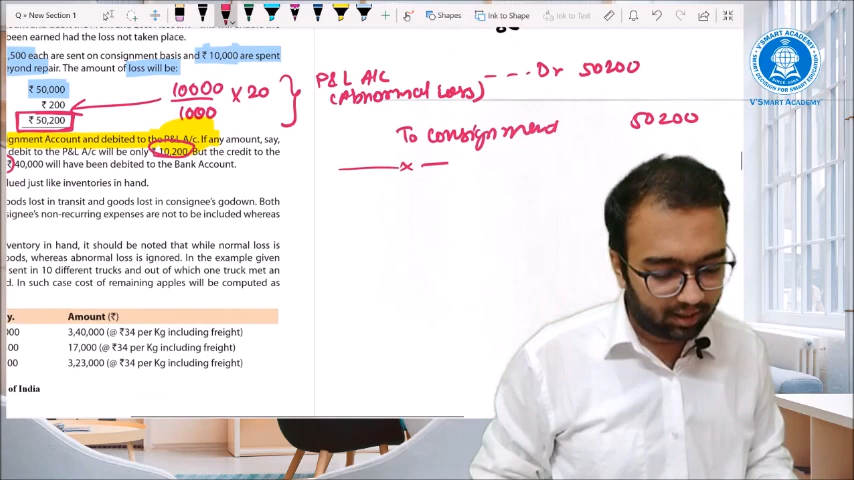 Q » New Section 1
Shapes
Ink to Shape
Ink to Text
been earned had the loss not taken place.
,500 each are sent on consignment basis and ₹ 10,000 are spent
eyond repair. The amount of loss will be:
₹ 50,000
₹ 200
₹ 50,200
10000
1000
× 20
P&L A/C --- Dr 50200
(Abnormal Loss)
To consignment 50200
x
ignment Account and debited to the P&L A/c. If any amount, say,
debit to the P&L A/c will be only ₹ 10,200. But the credit to the
₹ 40,000 will have been debited to the Bank Account.
lued just like inventories in hand.
oods lost in transit and goods lost in consignee's godown. Both
signee's non-recurring expenses are not to be included whereas
ventory in hand, it should be noted that while normal loss is
ods, whereas abnormal loss is ignored. In the example given
sent in 10 different trucks and out of which one truck met an
d. In such case cost of remaining apples will be computed as
y. Amount (₹)
000 3,40,000 (@ ₹34 per Kg including freight)
00 17,000 (@ ₹34 per Kg including freight)
00 3,23,000 (@ ₹34 per Kg including freight)
of India
V'SMART ACADEMY
V'Smart Academy